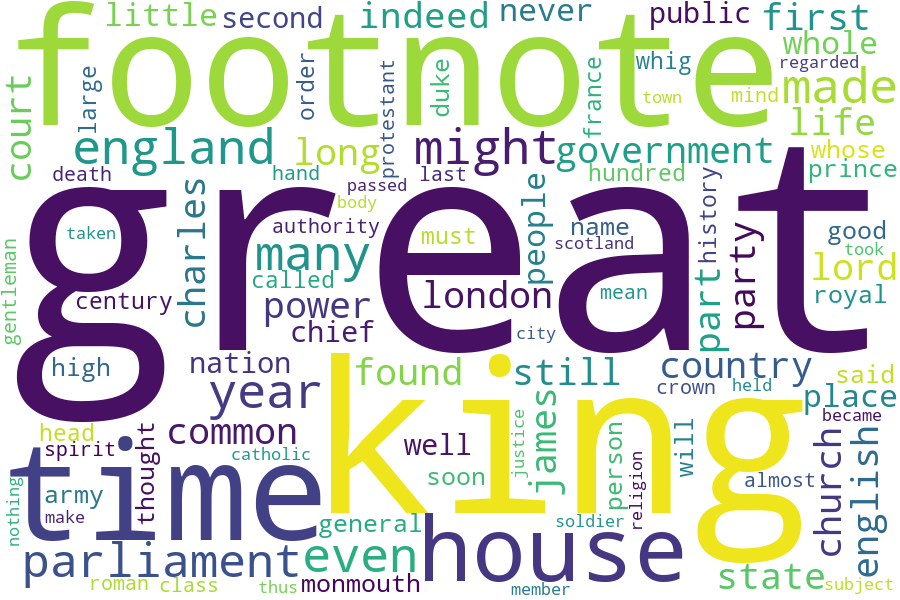 footnote
little
second
indeed
never
public
first
whole
whig
regarded
made
town
mind
large
order
protestant
duke
france
court
england
long
might
government
life
whose
prince
death
hand
passed
last
hundred
body
great
charles
taken
authority
must
people
name
scotland
history
party
good
took
lord
many
called
century
power
london
mean
part
royal
gentleman
chief
city
high
nation
found
still
country
crown
held
said
year
king
place
became
head
common
well
james
spirit
time
thought
catholic
soon
justice
person
religion
will
almost
church
english
nothing
army
make
general
soldier
house
parliament
even
state
roman
class
thus
monmouth
member
subject